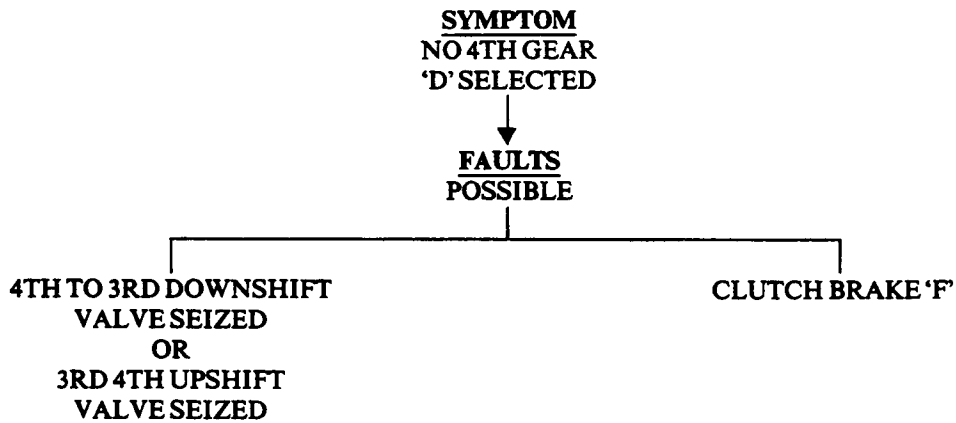 SYMPTOM
NO 4TH GEAR
‘D’ SELECTED
FAULTS
POSSIBLE
4TH TO 3RD DOWNSHIFT
VALVE SEIZED
OR
3RD 4TH UPSHIFT
VALVE SEIZED
CLUTCH BRAKE ‘F’